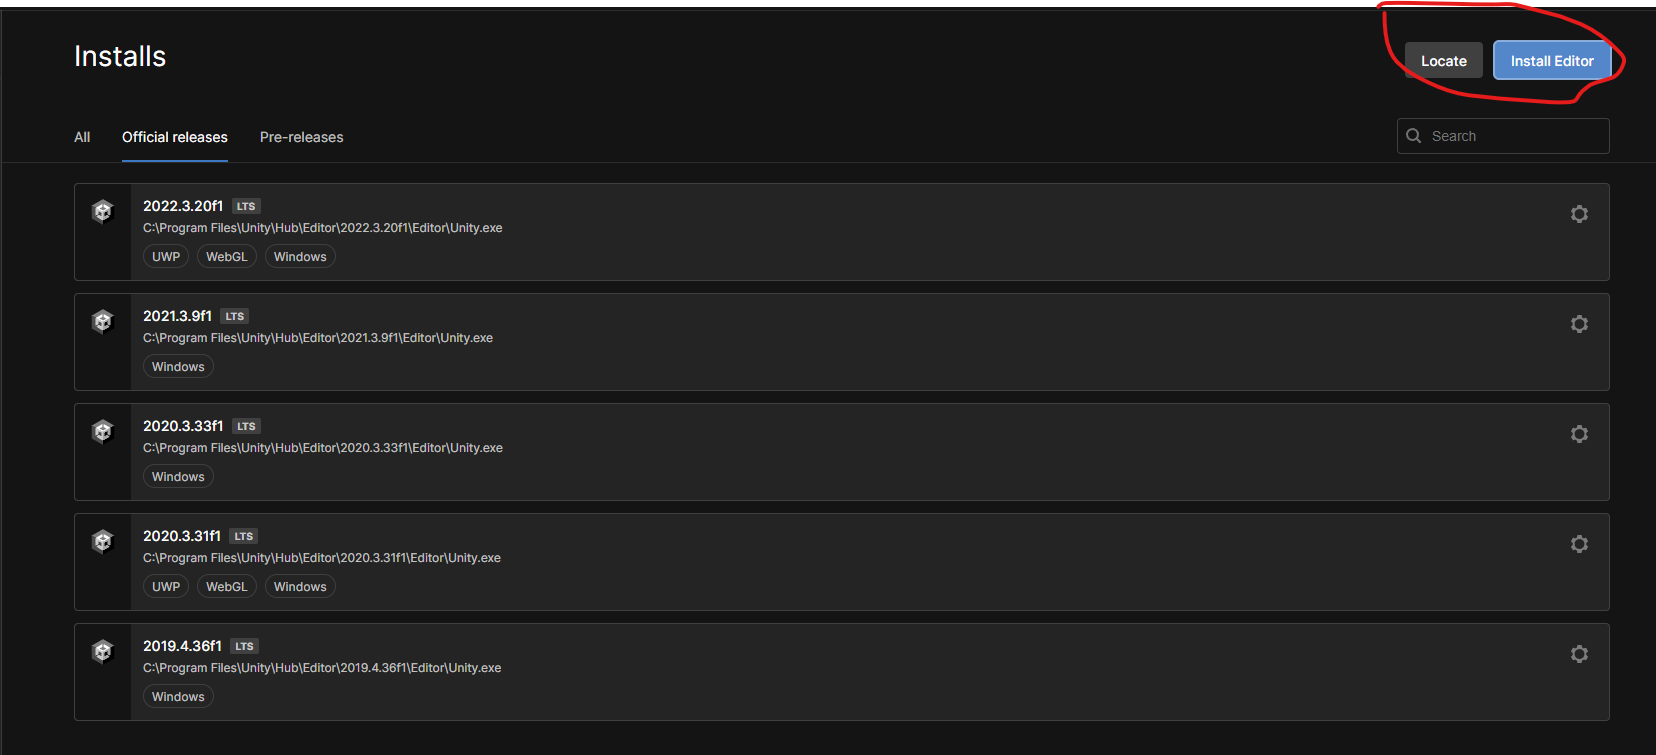 Installs
Locate
Install Editor
All
Official releases
Pre-releases
Search
2022.3.20f1 LTS
C:\Program Files\Unity\Hub\Editor\2022.3.20f1\Editor\Unity.exe
UWP WebGL Windows
2021.3.9f1 LTS
C:\Program Files\Unity\Hub\Editor\2021.3.9f1\Editor\Unity.exe
Windows
2020.3.33f1 LTS
C:\Program Files\Unity\Hub\Editor\2020.3.33f1\Editor\Unity.exe
Windows
2020.3.31f1 LTS
C:\Program Files\Unity\Hub\Editor\2020.3.31f1\Editor\Unity.exe
UWP WebGL Windows
2019.4.36f1 LTS
C:\Program Files\Unity\Hub\Editor\2019.4.36f1\Editor\Unity.exe
Windows